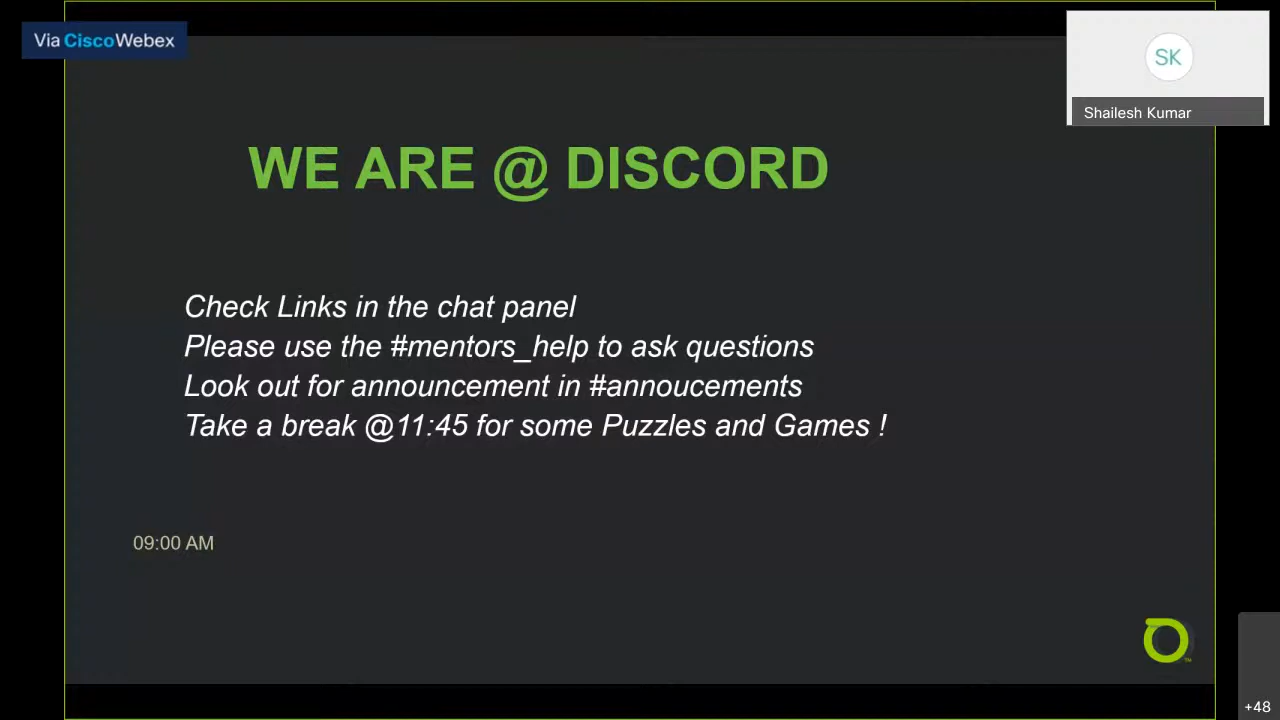 Via CiscoWebex
SK
Shailesh Kumar
WE ARE @ DISCORD
Check Links in the chat panel
Please use the #mentors_help to ask questions
Look out for announcement in #annoucements
Take a break @11:45 for some Puzzles and Games !
09:00 AM
TM
+48